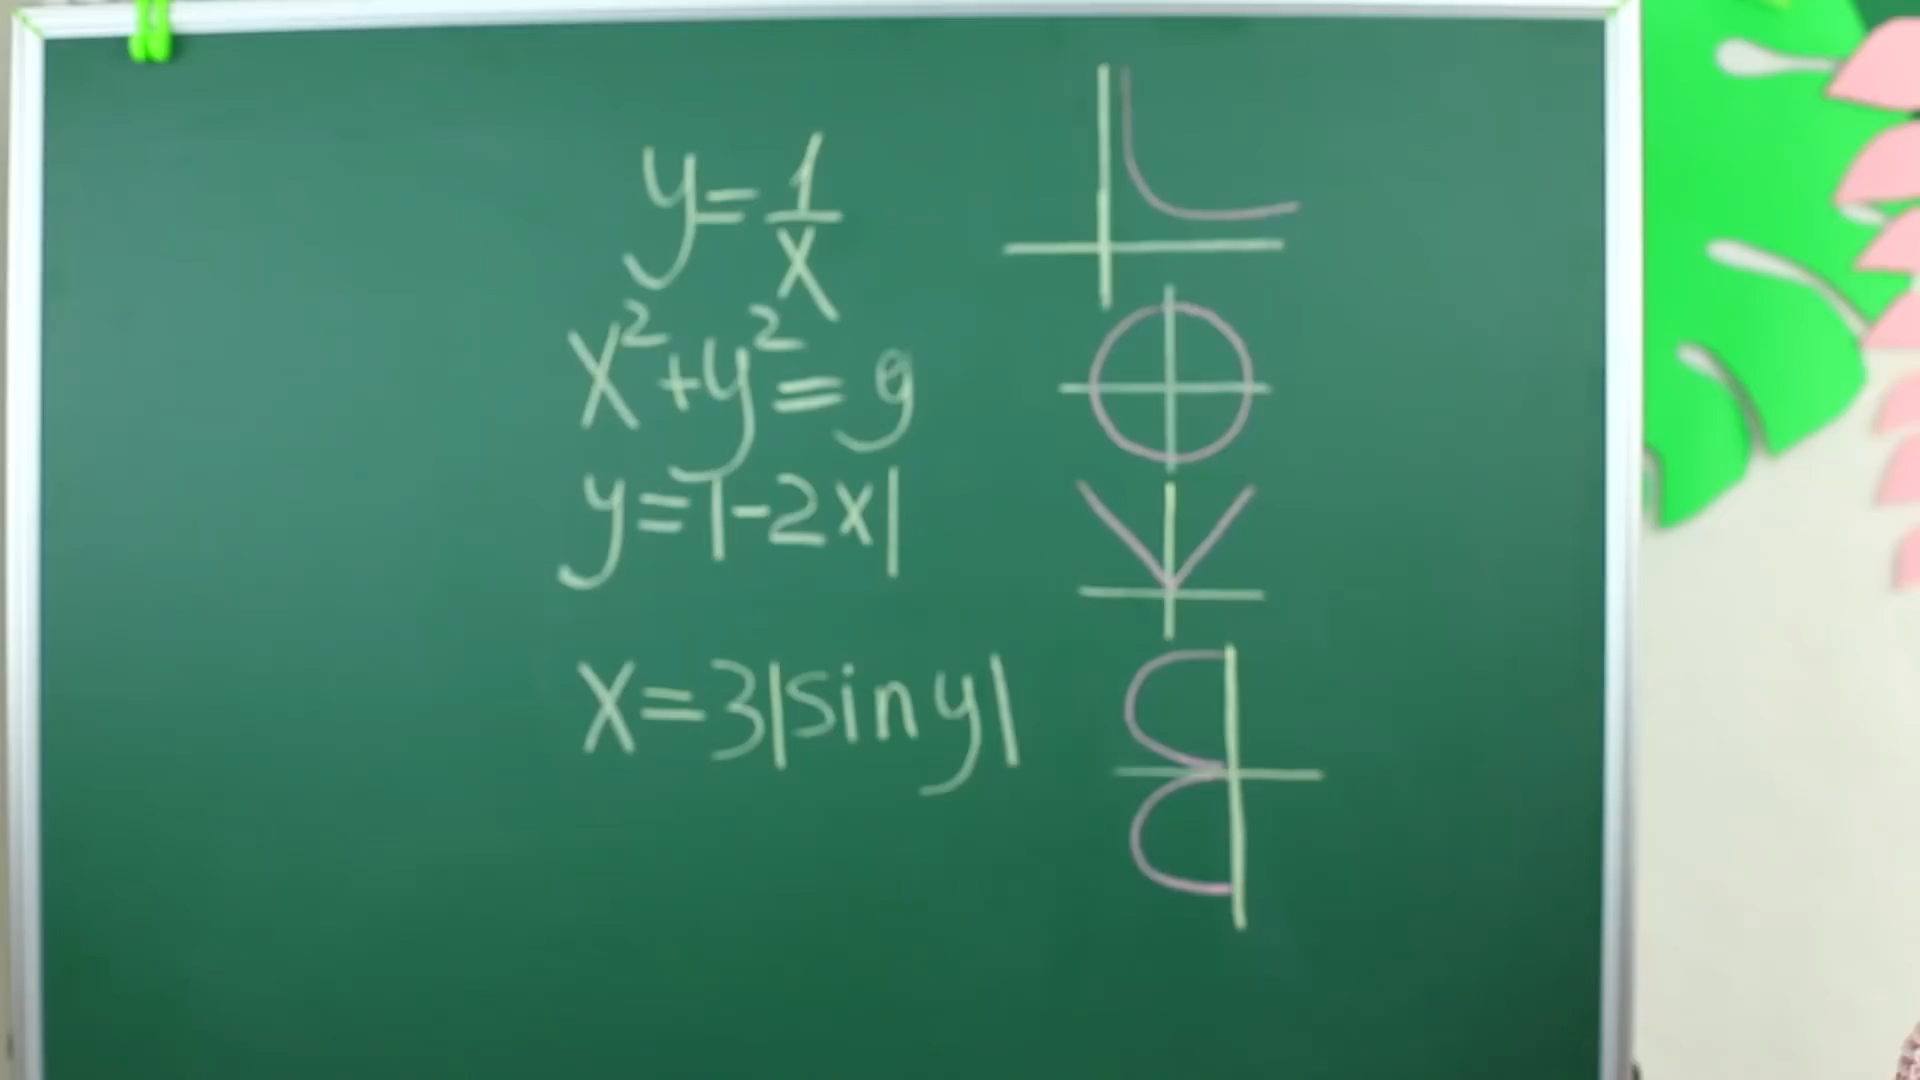 y = 1/x
x² + y² = 9
y = |-2x|
x = 3|sin y|